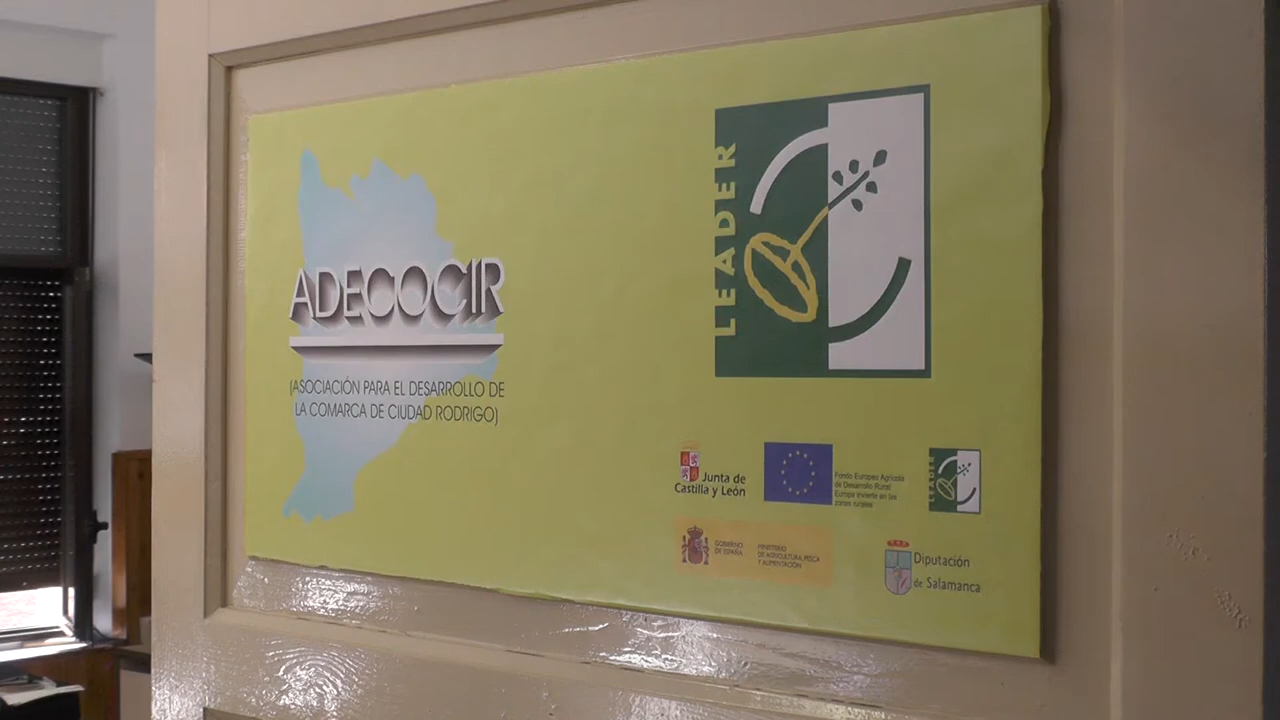 ADECOCIR
(ASOCIACIÓN PARA EL DESARROLLO DE
LA COMARCA DE CIUDAD RODRIGO)
LEADER
Junta de
Castilla y León
Fondo Europeo Agrícola
de Desarrollo Rural
Europa invierte en las
zonas rurales
LEADER
GOBIERNO
DE ESPAÑA
MINISTERIO
DE AGRICULTURA, PESCA
Y ALIMENTACIÓN
Diputación
de Salamanca